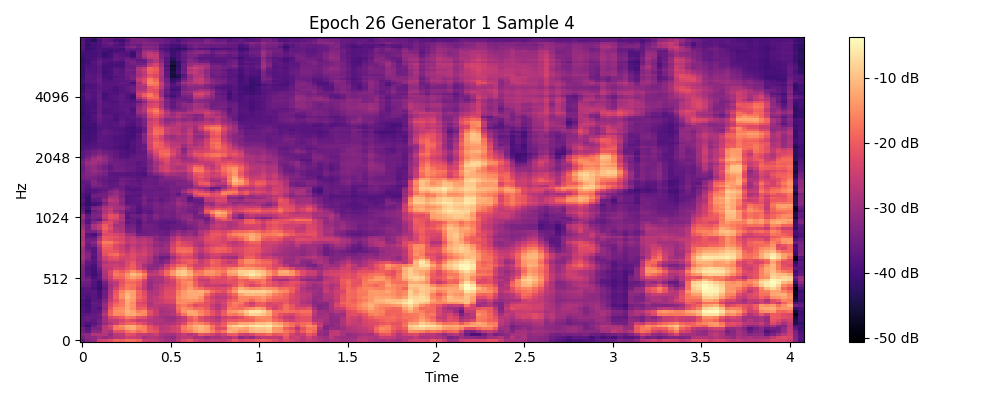 Epoch 26 Generator 1 Sample 4
Hz
4096
2048
1024
512
0
0 0.5 1 1.5 2 2.5 3 3.5 4
Time
-10 dB
-20 dB
-30 dB
-40 dB
-50 dB